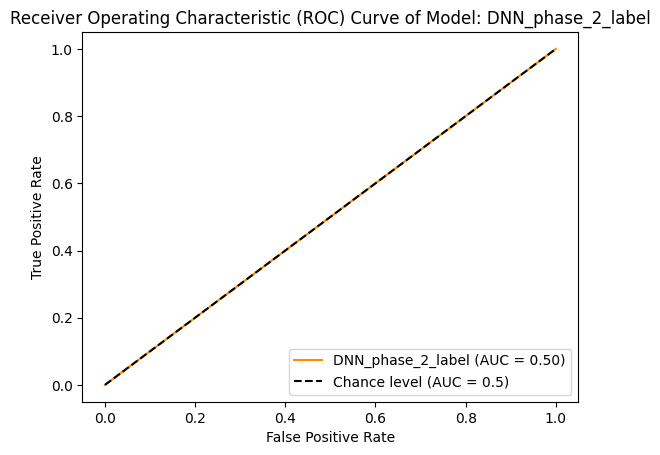 Receiver Operating Characteristic (ROC) Curve of Model: DNN_phase_2_label
1.0
0.8
0.6
0.4
0.2
0.0
True Positive Rate
DNN_phase_2_label (AUC = 0.50)
Chance level (AUC = 0.5)
0.0 0.2 0.4 0.6 0.8 1.0
False Positive Rate